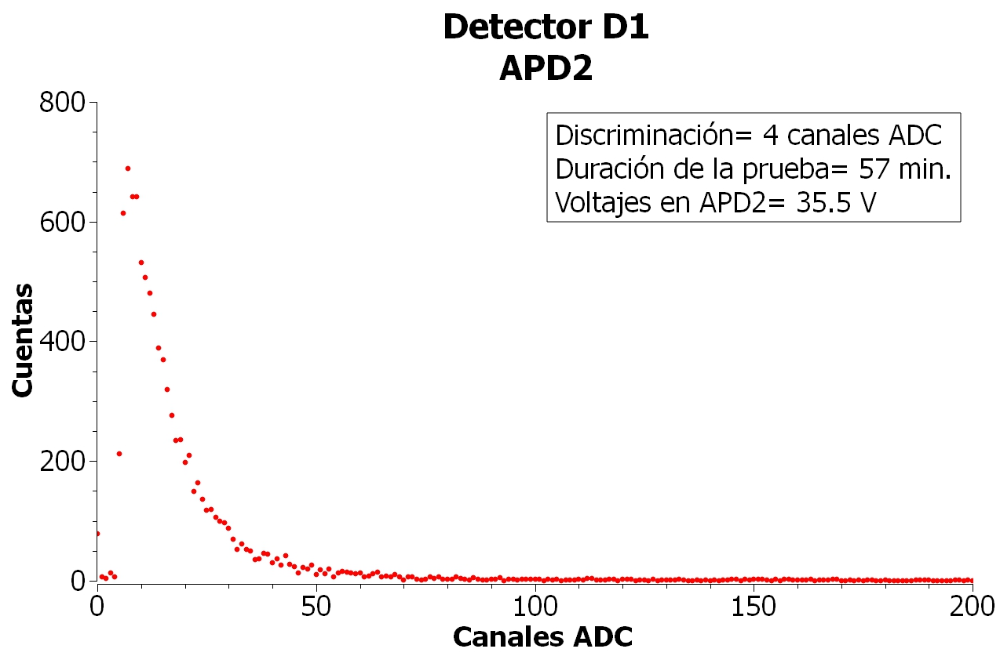 Detector D1
APD2
Discriminación= 4 canales ADC
Duración de la prueba= 57 min.
Voltajes en APD2= 35.5 V
Cuentas
800
600
400
200
0
0 50 100 150 200
Canales ADC